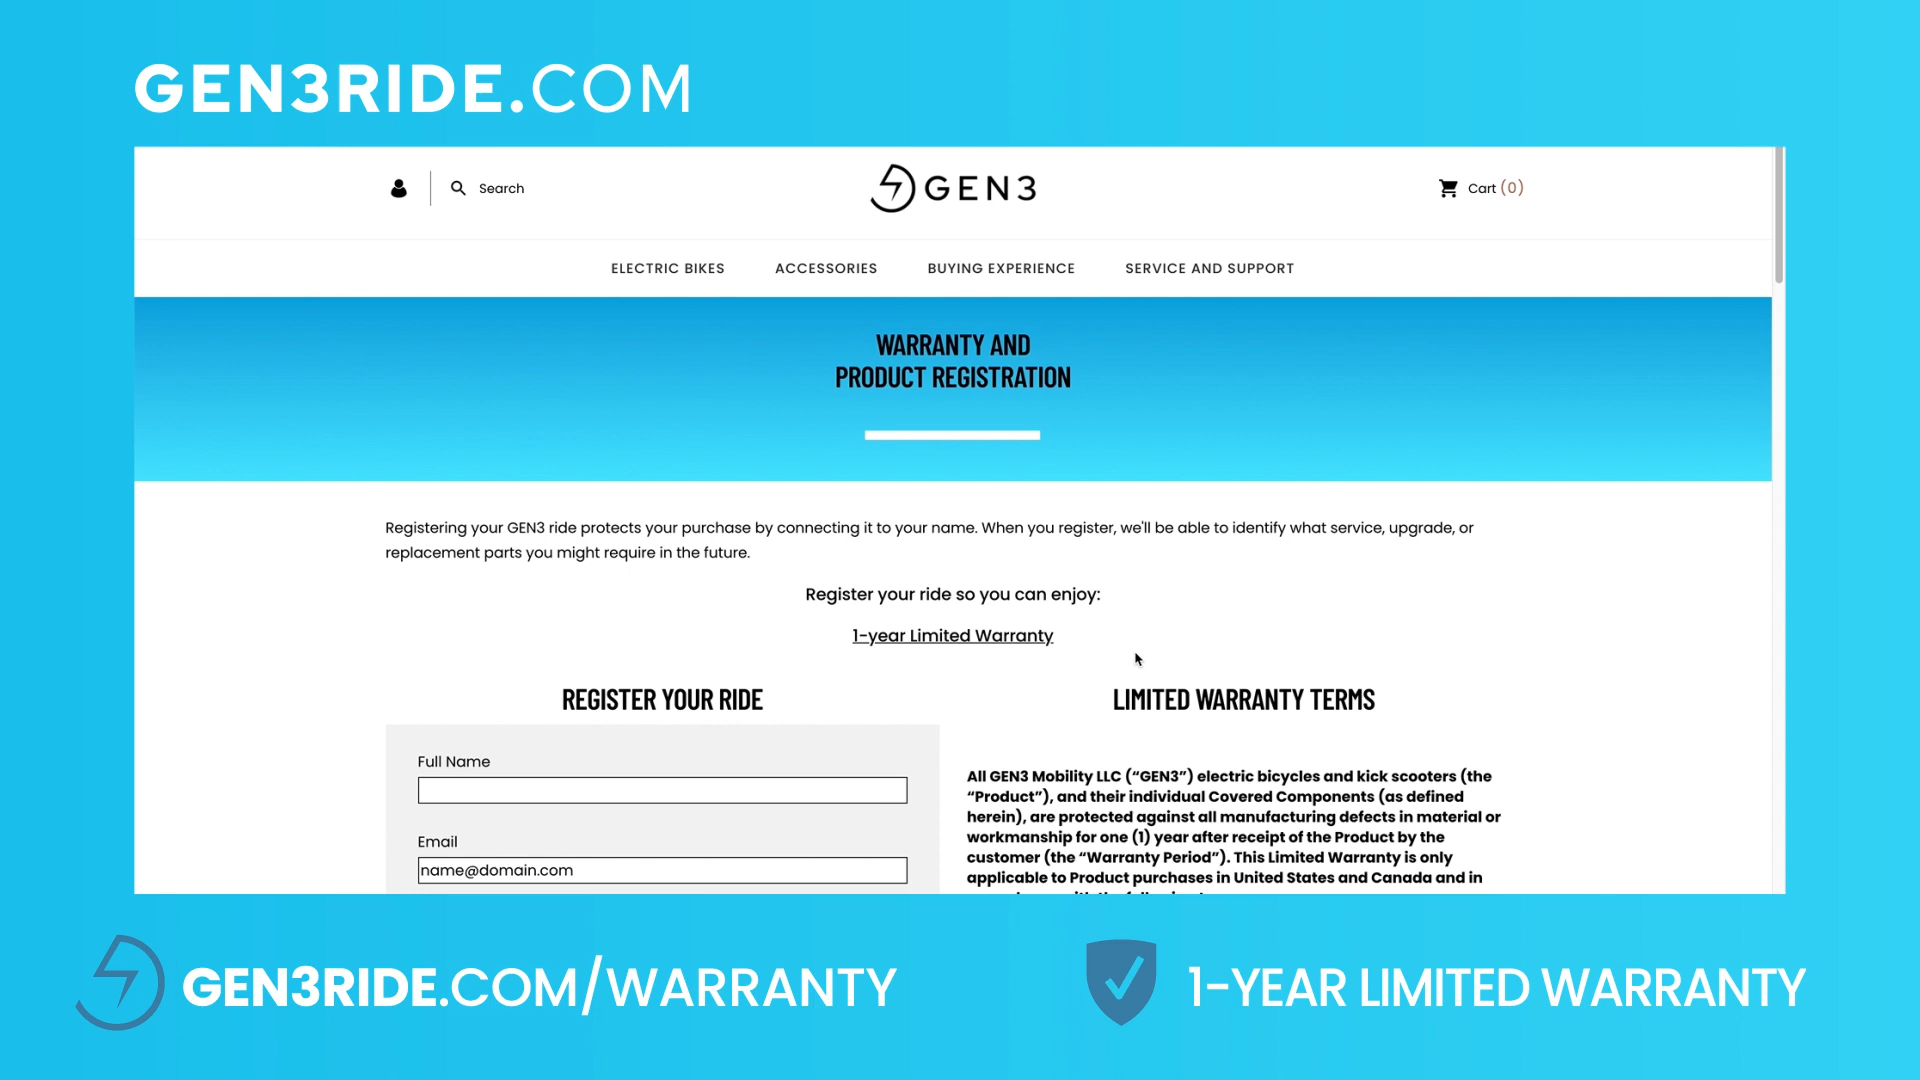 GEN3RIDE.COM
Search
GEN3
Cart (0)
ELECTRIC BIKES
ACCESSORIES
BUYING EXPERIENCE
SERVICE AND SUPPORT
WARRANTY AND
PRODUCT REGISTRATION
Registering your GEN3 ride protects your purchase by connecting it to your name. When you register, we'll be able to identify what service, upgrade, or
replacement parts you might require in the future.
Register your ride so you can enjoy:
1-year Limited Warranty
REGISTER YOUR RIDE
Full Name
Email
name@domain.com
LIMITED WARRANTY TERMS
All GEN3 Mobility LLC (“GEN3”) electric bicycles and kick scooters (the
“Product”), and their individual Covered Components (as defined
herein), are protected against all manufacturing defects in material or
workmanship for one (1) year after receipt of the Product by the
customer (the “Warranty Period”). This Limited Warranty is only
applicable to Product purchases in United States and Canada and in
GEN3RIDE.COM/WARRANTY
1-YEAR LIMITED WARRANTY